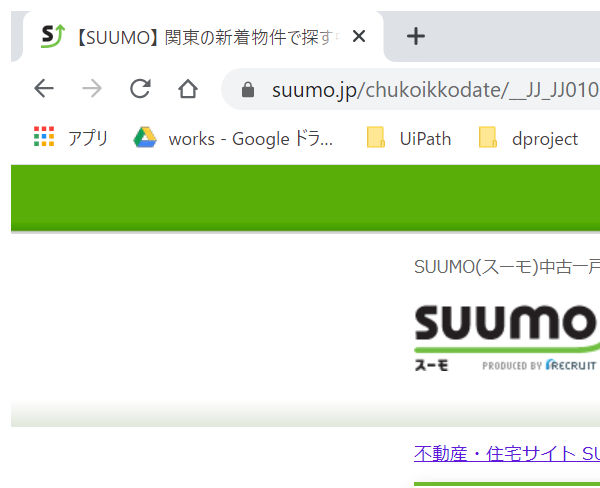 【SUUMO】関東の新着物件で探す
suumo.jp/chukoikkodate/__JJ_JJ010
アプリ works - Google ドラ... UiPath dproject
SUUMO(スーモ)中古一戸
suumo
スーモ PRODUCED BY RECRUIT
不動産・住宅サイト SU